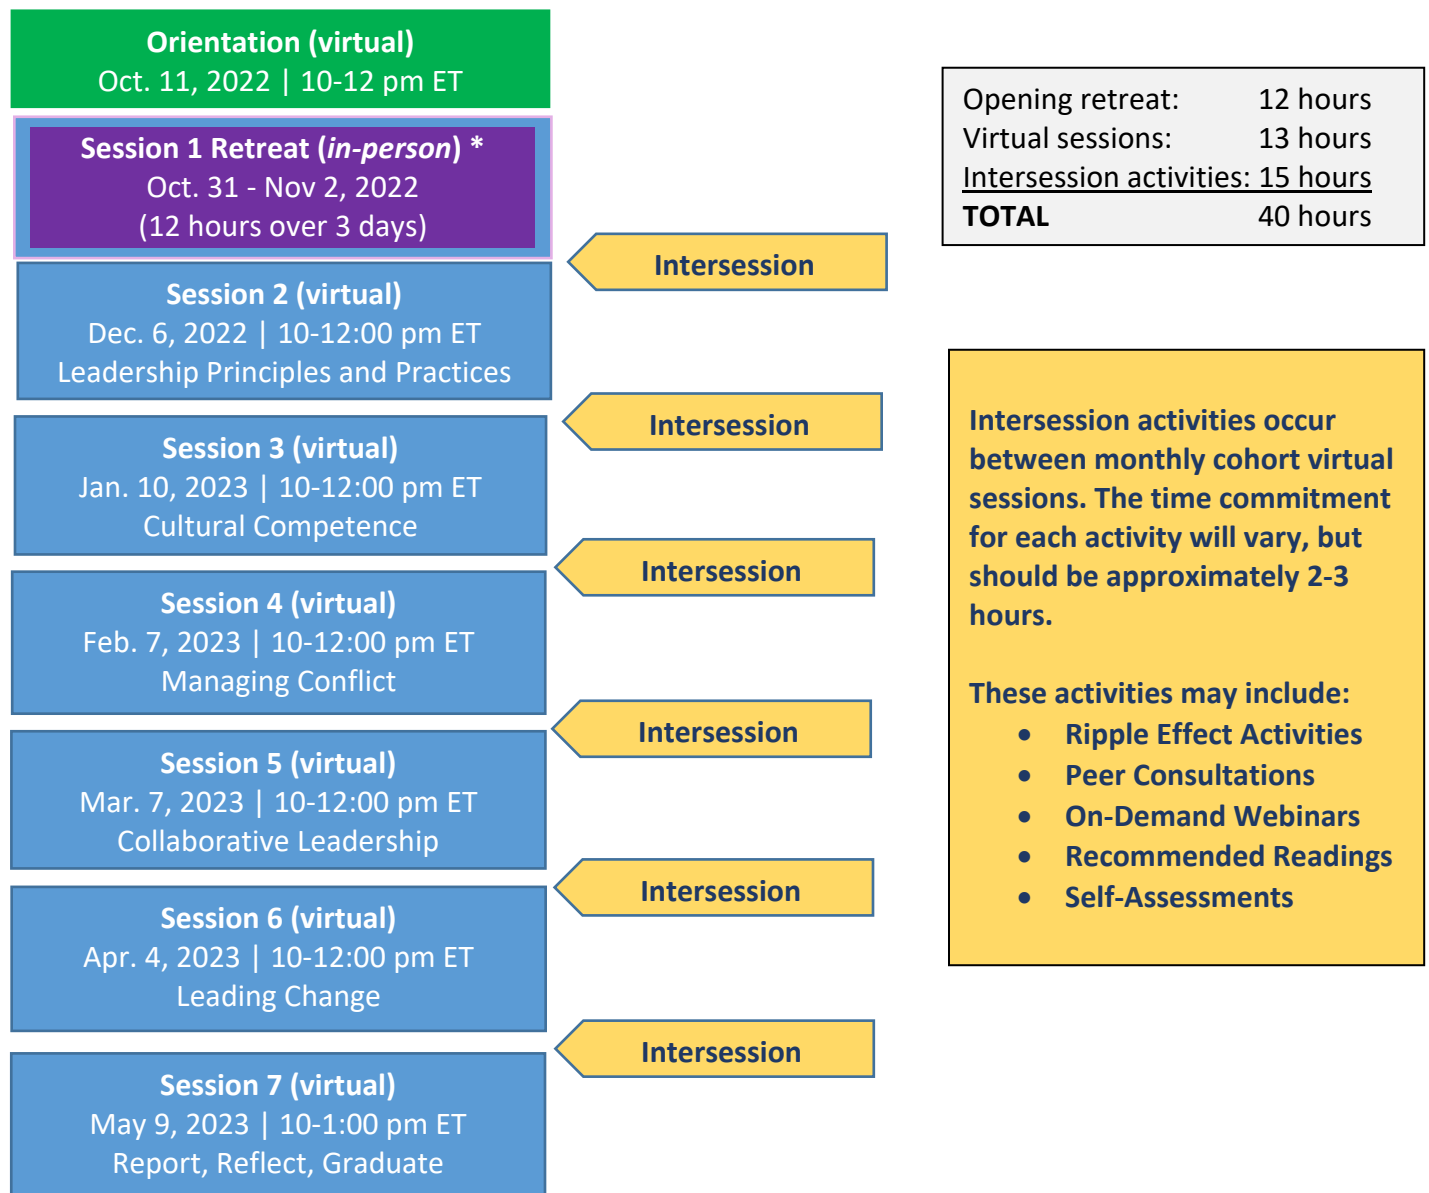 Orientation (virtual)
Oct. 11, 2022 | 10-12 pm ET
Session 1 Retreat (in-person) *
Oct. 31 - Nov 2, 2022
(12 hours over 3 days)
Intersession
Session 2 (virtual)
Dec. 6, 2022 | 10-12:00 pm ET
Leadership Principles and Practices
Intersession
Session 3 (virtual)
Jan. 10, 2023 | 10-12:00 pm ET
Cultural Competence
Intersession
Session 4 (virtual)
Feb. 7, 2023 | 10-12:00 pm ET
Managing Conflict
Intersession
Session 5 (virtual)
Mar. 7, 2023 | 10-12:00 pm ET
Collaborative Leadership
Intersession
Session 6 (virtual)
Apr. 4, 2023 | 10-12:00 pm ET
Leading Change
Intersession
Session 7 (virtual)
May 9, 2023 | 10-1:00 pm ET
Report, Reflect, Graduate
Opening retreat: 12 hours
Virtual sessions: 13 hours
Intersession activities: 15 hours
TOTAL 40 hours
Intersession activities occur
between monthly cohort virtual
sessions. The time commitment
for each activity will vary, but
should be approximately 2-3
hours.
These activities may include:
• Ripple Effect Activities
• Peer Consultations
• On-Demand Webinars
• Recommended Readings
• Self-Assessments